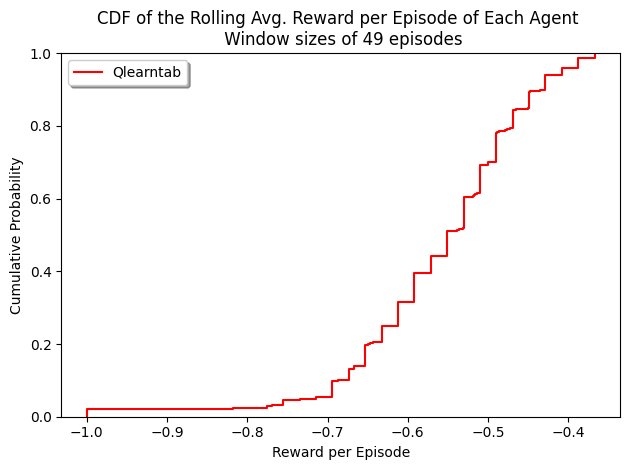 CDF of the Rolling Avg. Reward per Episode of Each Agent
Window sizes of 49 episodes
Qlearntab
Cumulative Probability
1.0
0.8
0.6
0.4
0.2
0.0
−1.0
−0.9
−0.8
−0.7
−0.6
−0.5
−0.4
Reward per Episode